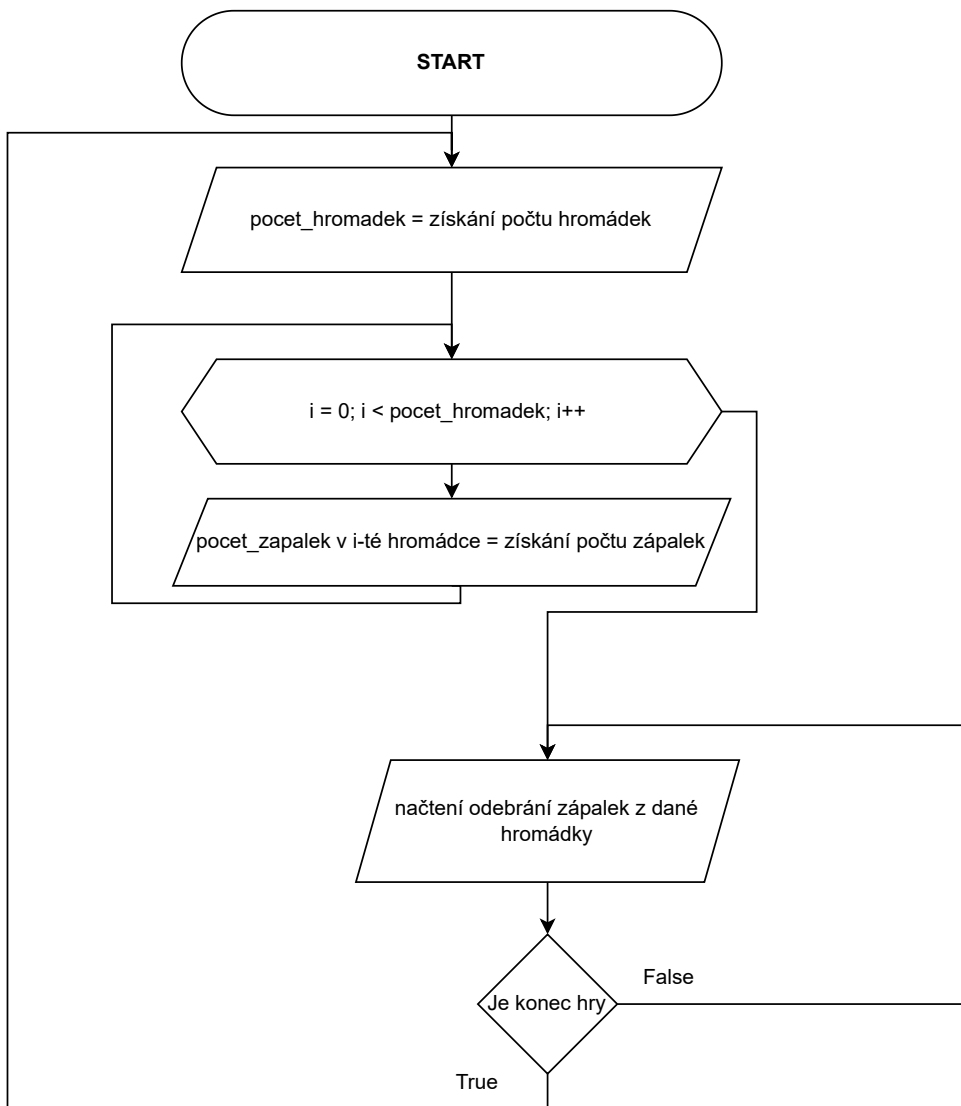 START
pocet_hromadek = získání počtu hromádek
i = 0; i < pocet_hromadek; i++
pocet_zapalek v i-té hromádce = získání počtu zápalek
načtení odebrání zápalek z dané
hromádky
Je konec hry
False
True